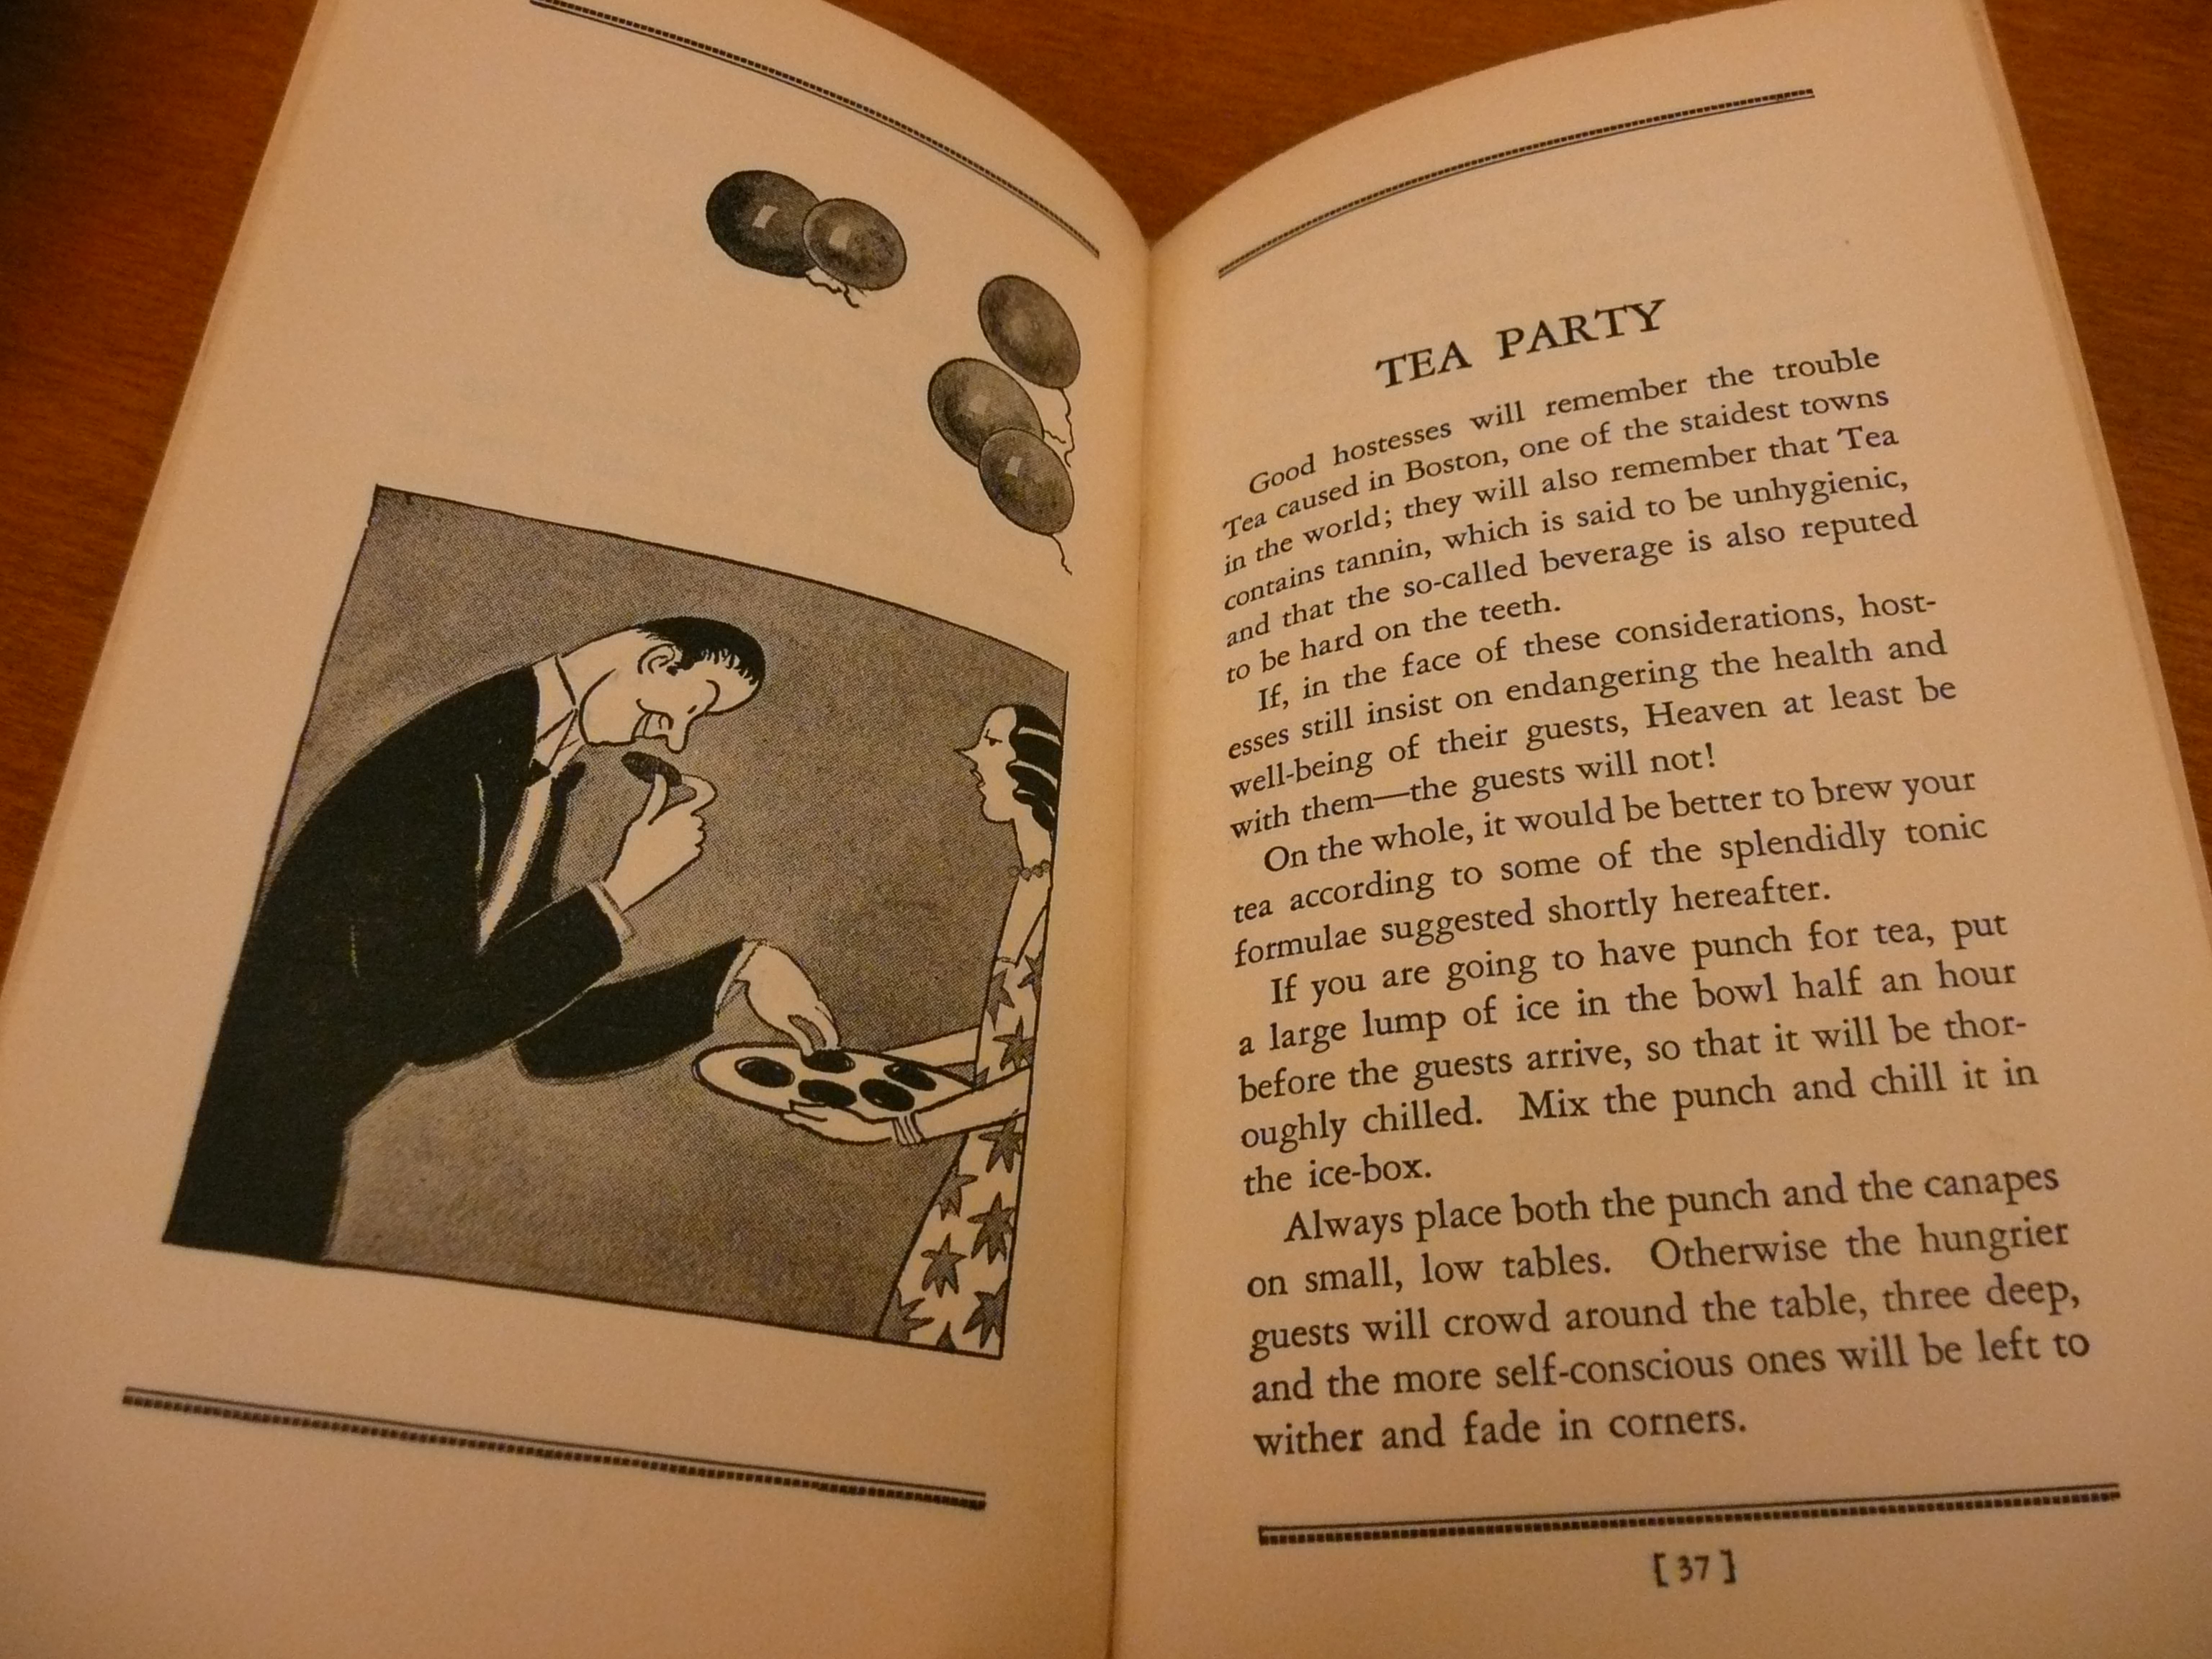 TEA PARTY
Good hostesses will remember the trouble
Tea caused in Boston, one of the staidest towns
in the world; they will also remember that Tea
contains tannin, which is said to be unhygienic,
and that the so-called beverage is also reputed
to be hard on the teeth.
If, in the face of these considerations, host-
esses still insist on endangering the health and
well-being of their guests, Heaven at least be
with them—the guests will not!
On the whole, it would be better to brew your
tea according to some of the splendidly tonic
formulae suggested shortly hereafter.
If you are going to have punch for tea, put
a large lump of ice in the bowl half an hour
before the guests arrive, so that it will be thor-
oughly chilled. Mix the punch and chill it in
the ice-box.
Always place both the punch and the canapes
on small, low tables. Otherwise the hungrier
guests will crowd around the table, three deep,
and the more self-conscious ones will be left to
wither and fade in corners.
[37]